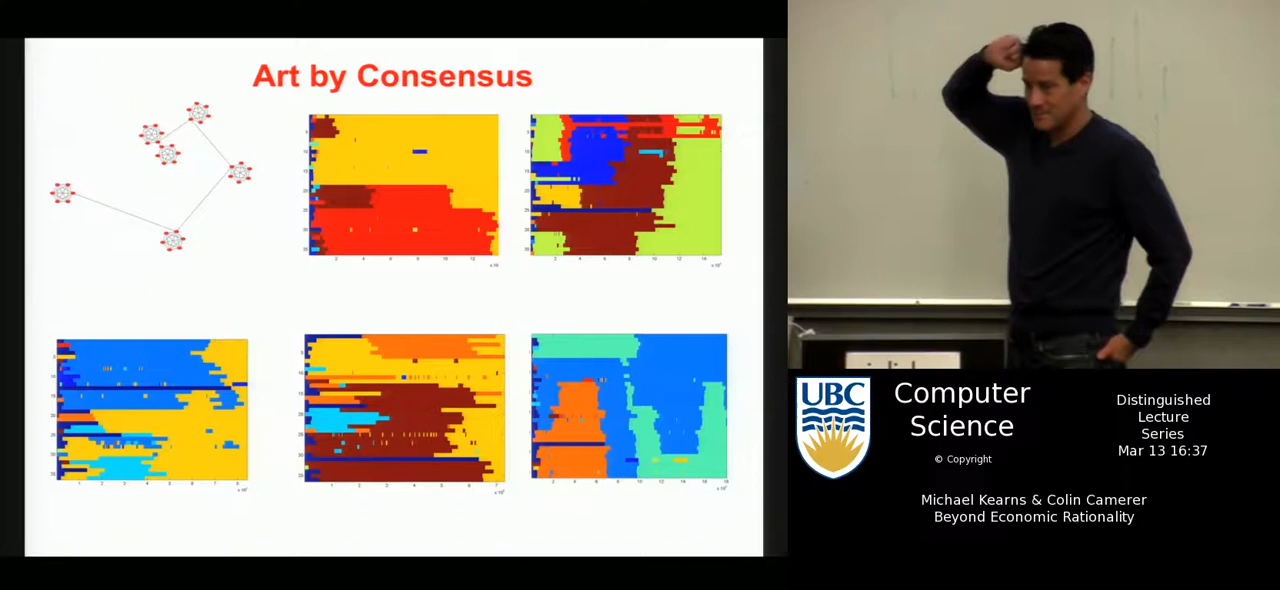 Art by Consensus
UBC
Computer
Science
© Copyright
Distinguished
Lecture
Series
Mar 13 16:37
Michael Kearns & Colin Camerer
Beyond Economic Rationality